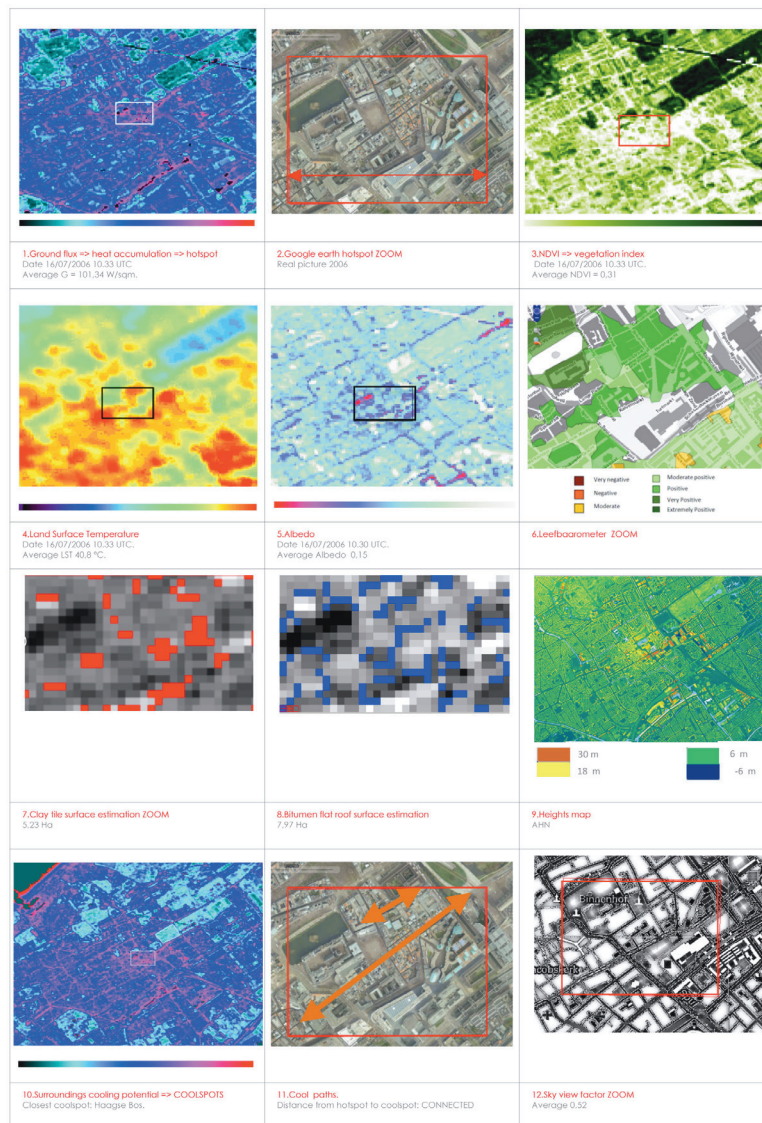 1.Ground flux => heat accumulation => hotspot
Date 16/07/2006 10.33 UTC
Average G = 101,34 W/sqm.
2.Google earth hotspot ZOOM
Real picture 2006
3.NDVI => vegetation index
Date 16/07/2006 10.33 UTC.
Average NDVI = 0,31
Very negative
Negative
Moderate
Moderate positive
Positive
Very Positive
Extremely Positive
4.Land Surface Temperature
Date 16/07/2006 10.33 UTC.
Average LST 40,8 ºC.
5.Albedo
Date 16/07/2006 10.30 UTC.
Average Albedo 0,15
6.Leefbaarometer ZOOM
30 m
18 m
6 m
-6 m
7.Clay tile surface estimation ZOOM
5.23 Ha
8.Bitumen flat roof surface estimation
7.97 Ha
9.Heights map
AHN
Binnenhof
10.Surroundings cooling potential => COOLSPOTS
Closest coolspot: Haagse Bos.
11.Cool paths.
Distance from hotspot to coolspot: CONNECTED
12.Sky view factor ZOOM
Average 0.52